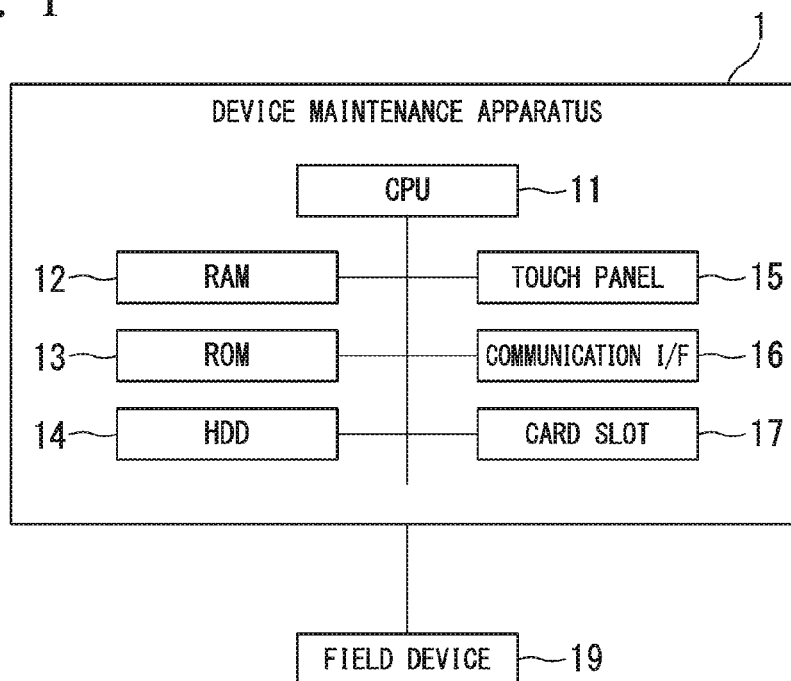 . 1
1
DEVICE MAINTENANCE APPARATUS
CPU 11
12 RAM TOUCH PANEL 15
13 ROM COMMUNICATION I/F 16
14 HDD CARD SLOT 17
FIELD DEVICE 19